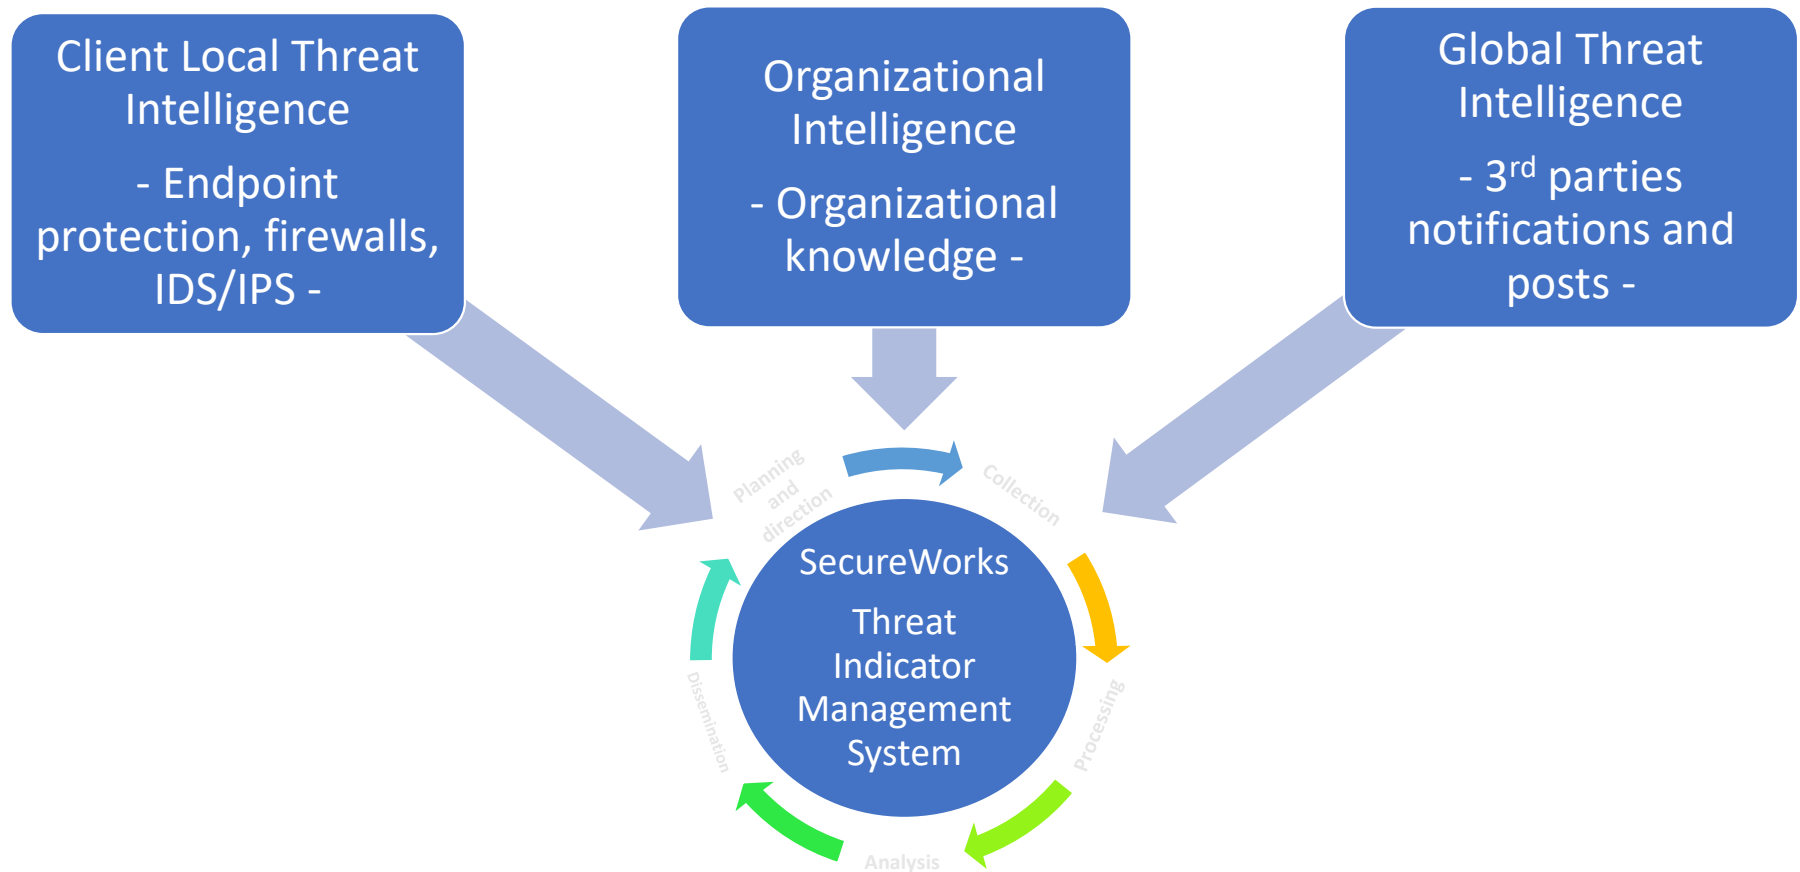 Client Local Threat
Intelligence
- Endpoint
protection, firewalls,
IDS/IPS -
Organizational
Intelligence
- Organizational
knowledge -
Global Threat
Intelligence
- 3rd parties
notifications and
posts -
Planning
and
direction
Collection
SecureWorks
Threat
Indicator
Management
System
Processing
Analysis
Dissemination